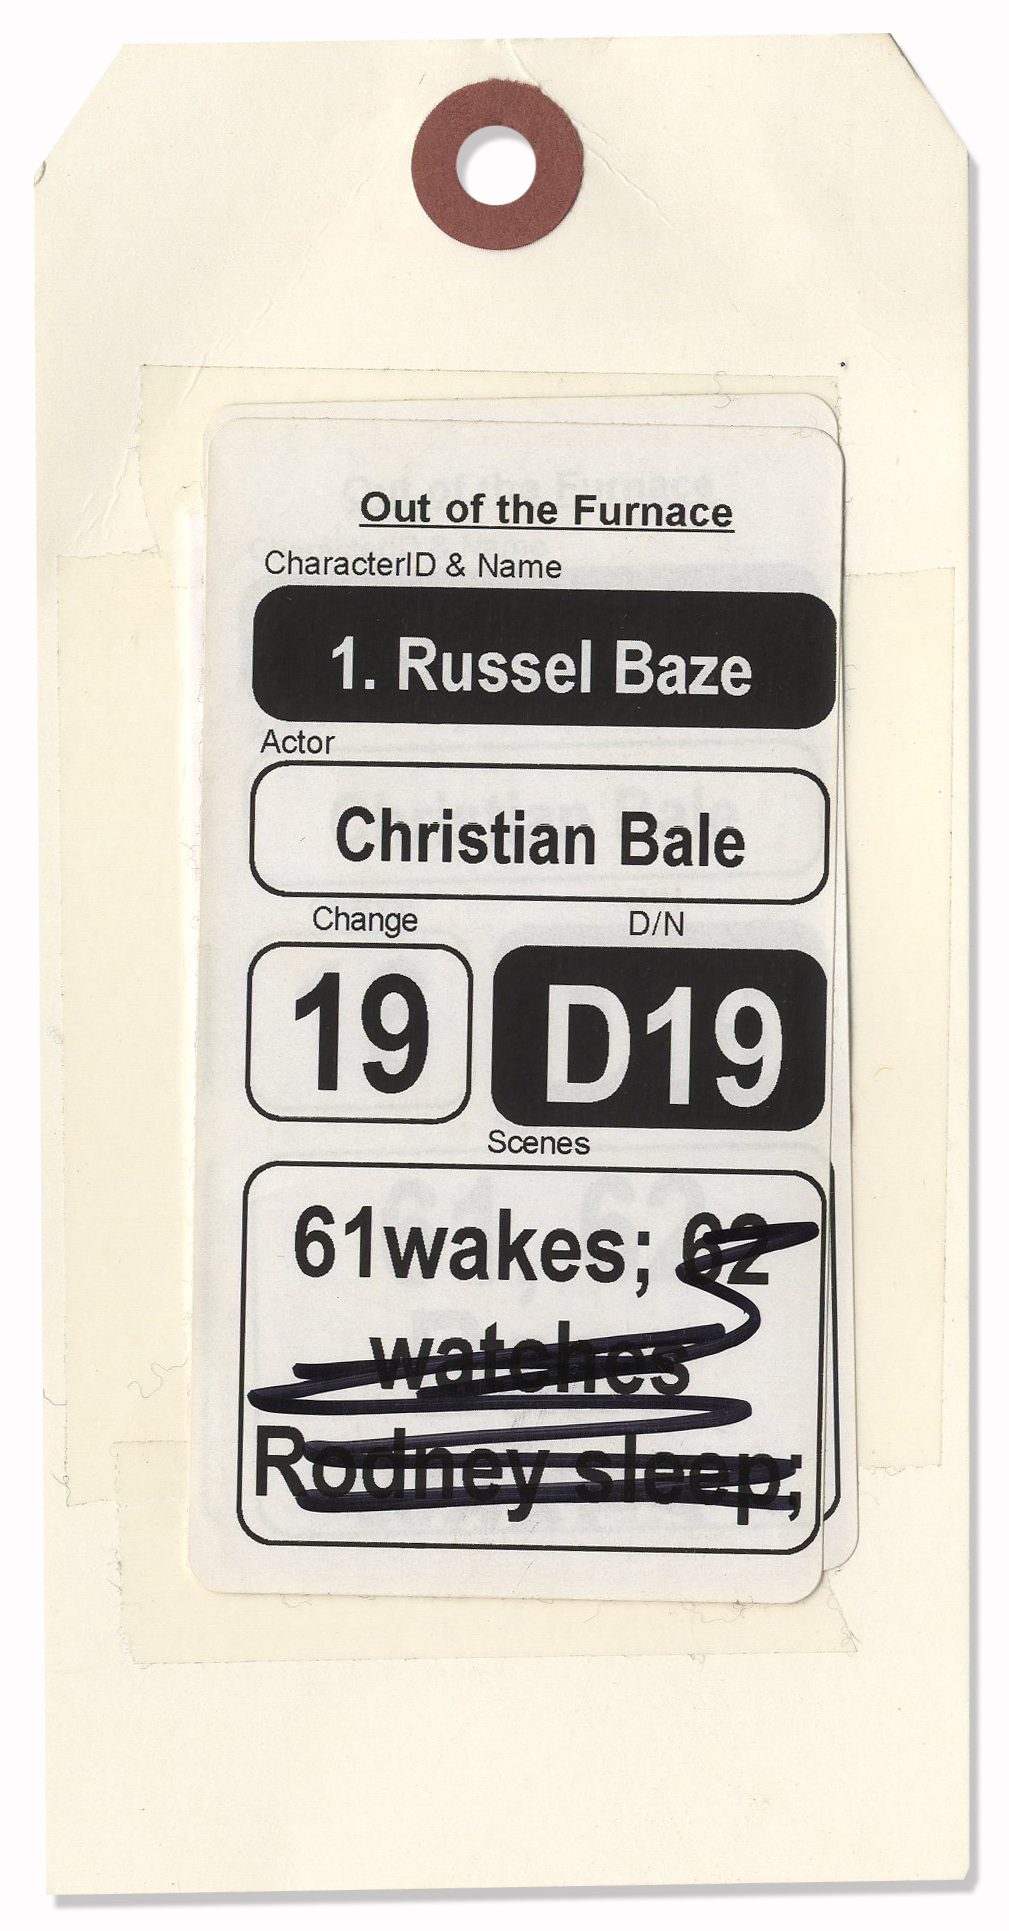 Out of the Furnace
CharacterID & Name
1. Russel Baze
Actor
Christian Bale
Change D/N
19 D19
Scenes
61wakes; 62
watches
Rodney sleep;